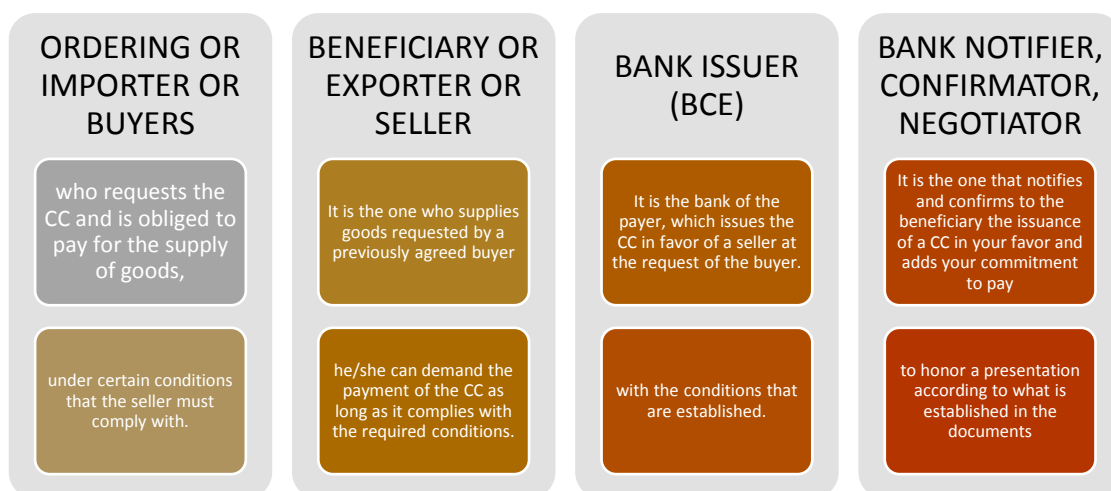 ORDERING OR
IMPORTER OR
BUYERS
who requests the
CC and is obliged to
pay for the supply
of goods,
under certain conditions
that the seller must
comply with.
BENEFICIARY OR
EXPORTER OR
SELLER
It is the one who supplies
goods requested by a
previously agreed buyer
he/she can demand the
payment of the CC as
long as it complies with
the required conditions.
BANK ISSUER
(BCE)
It is the bank of the
payer, which issues the
CC in favor of a seller at
the request of the buyer.
with the conditions that
are established.
BANK NOTIFIER,
CONFIRMATOR,
NEGOTIATOR
It is the one that notifies
and confirms to the
beneficiary the issuance
of a CC in your favor and
adds your commitment
to pay
to honor a presentation
according to what is
established in the
documents